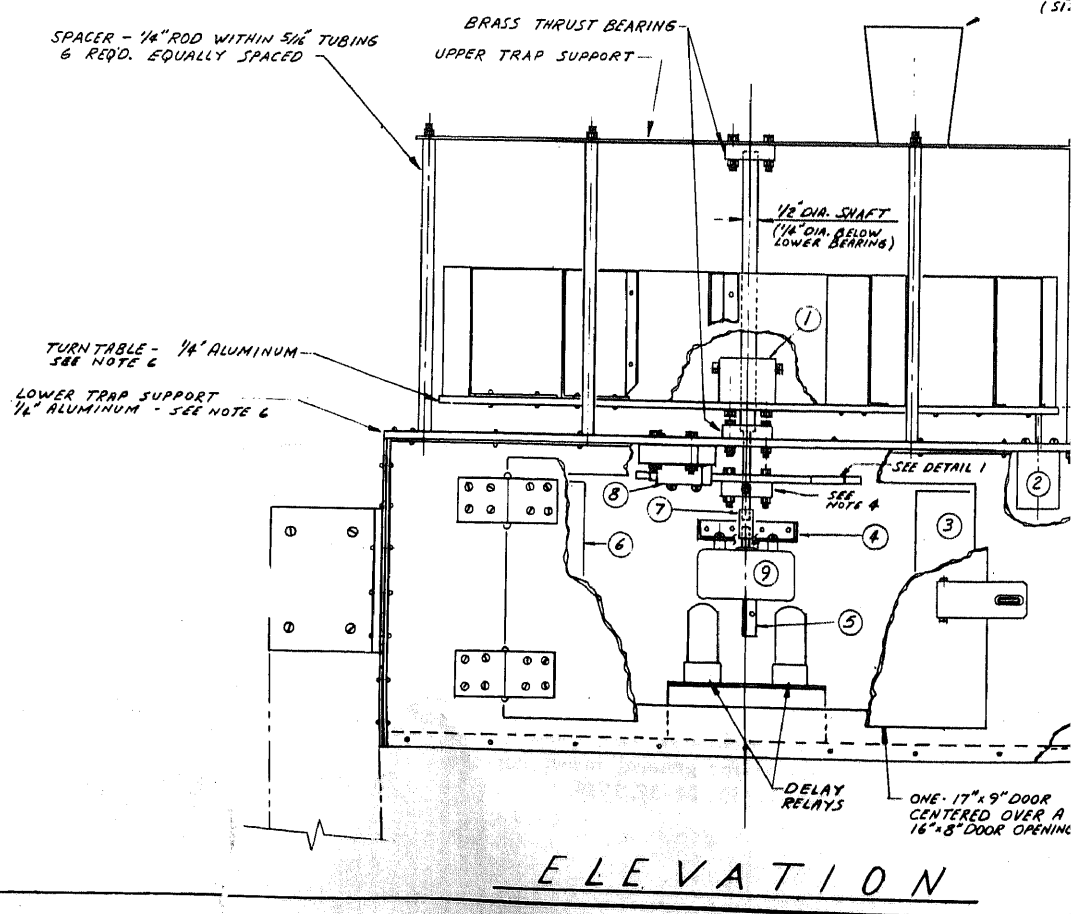 (SI
SPACER - 1/4" ROD WITHIN 5/16" TUBING
6 REQ'D. EQUALLY SPACED
BRASS THRUST BEARING
UPPER TRAP SUPPORT
1/2" DIA. SHAFT
(1/4" DIA. BELOW
LOWER BEARING)
1
TURNTABLE - 1/4" ALUMINUM
SEE NOTE 6
LOWER TRAP SUPPORT
1/4" ALUMINUM - SEE NOTE 6
SEE DETAIL 1
2
8
SEE
NOTE 4
7
3
6
4
9
5
DELAY
RELAYS
ONE - 17" x 9" DOOR
CENTERED OVER A
16" x 8" DOOR OPENING
ELEVATION